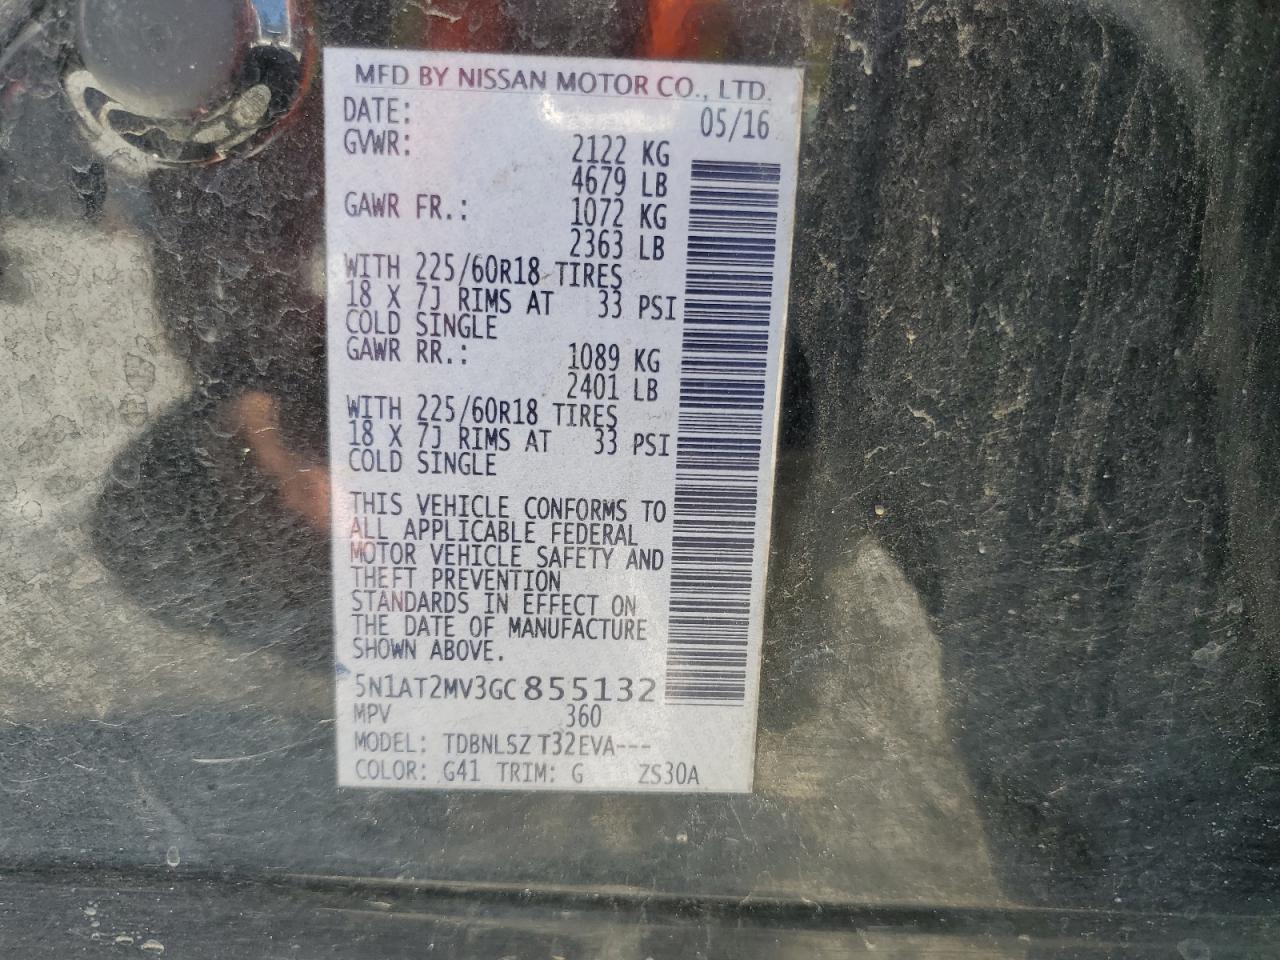 MFD BY NISSAN MOTOR CO., LTD.
DATE: 05/16
GVWR: 2122 KG
4679 LB
GAWR FR.: 1072 KG
2363 LB
WITH 225/60R18 TIRES
18 X 7J RIMS AT 33 PSI
COLD SINGLE
GAWR RR.: 1089 KG
2401 LB
WITH 225/60R18 TIRES
18 X 7J RIMS AT 33 PSI
COLD SINGLE
THIS VEHICLE CONFORMS TO
ALL APPLICABLE FEDERAL
MOTOR VEHICLE SAFETY AND
THEFT PREVENTION
STANDARDS IN EFFECT ON
THE DATE OF MANUFACTURE
SHOWN ABOVE.
5N1AT2MV3GC855132
MPV 360
MODEL: TDBNLSZ T32EVA---
COLOR: G41 TRIM: G ZS30A